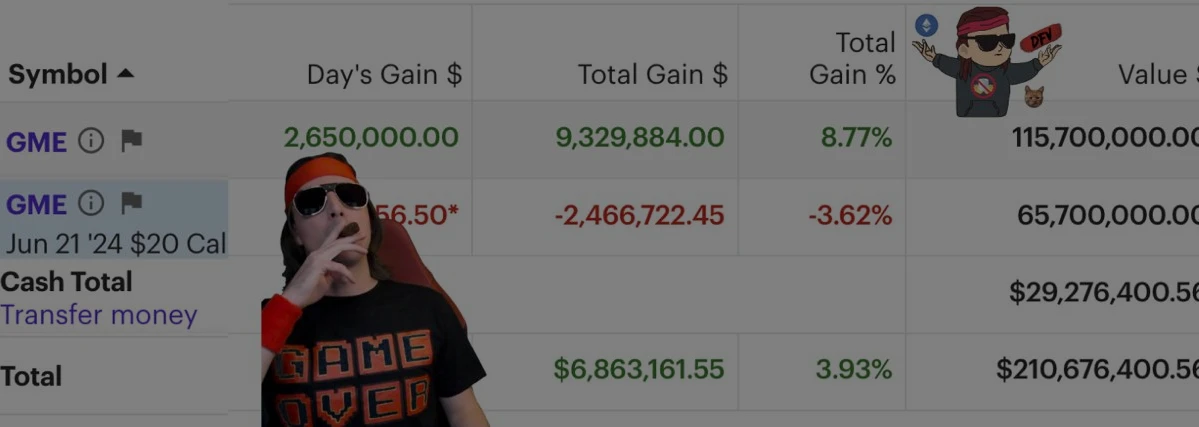 Symbol Day's Gain $ Total Gain $ Total Gain % DFV Value
GME 2,650,000.00 9,329,884.00 8.77% 115,700,000.00
GME 56.50* -2,466,722.45 -3.62% 65,700,000.00
Jun 21 '24 $20 Cal
Cash Total $29,276,400.56
Transfer money
Total $6,863,161.55 3.93% $210,676,400.56
GAME
OVER